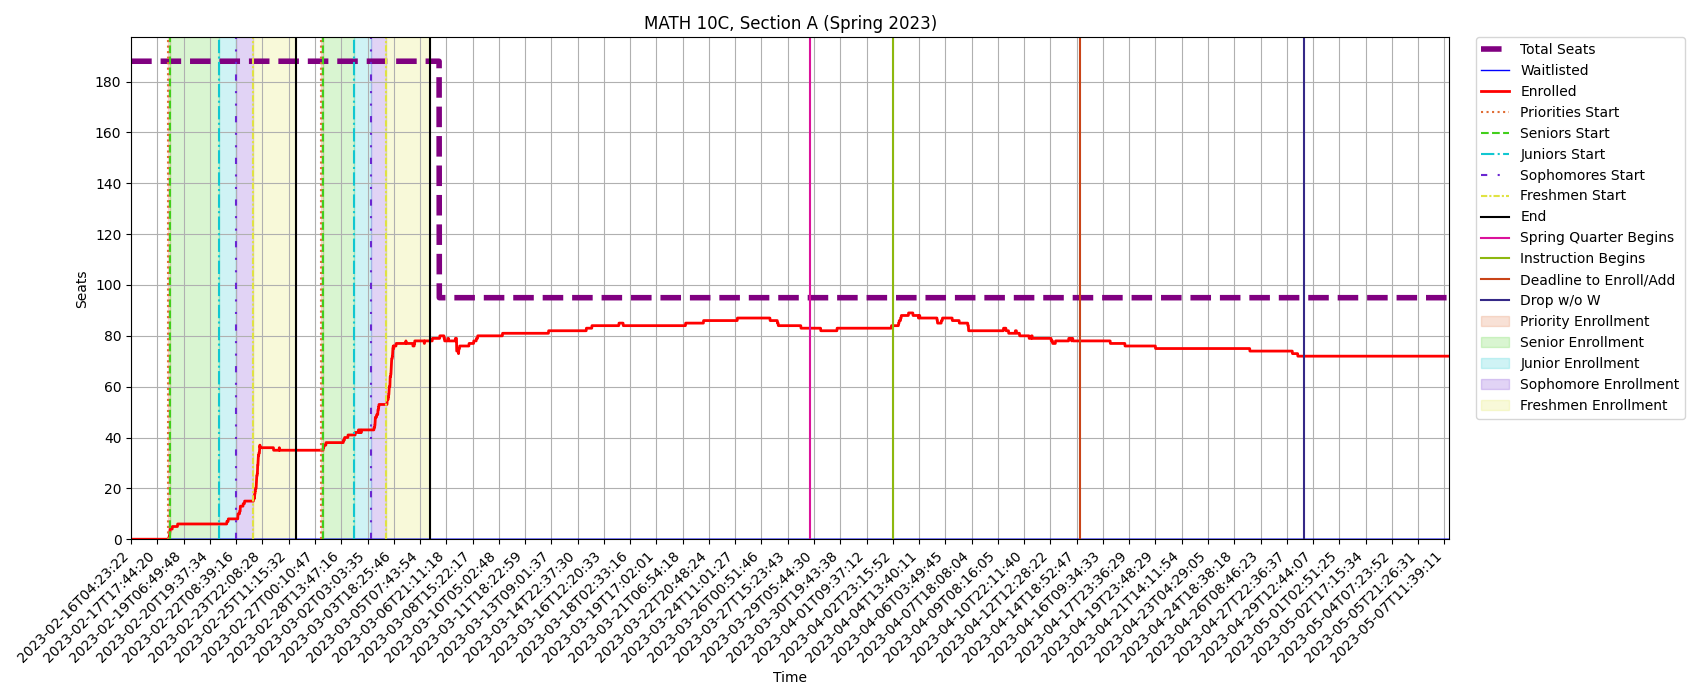 MATH 10C, Section A (Spring 2023)
Seats
180
160
140
120
100
80
60
40
20
0
2023-02-16T04:23:22
2023-02-17T17:44:20
2023-02-19T06:49:48
2023-02-20T19:37:34
2023-02-22T08:39:16
2023-02-23T22:08:28
2023-02-25T11:15:32
2023-02-27T00:10:47
2023-02-28T13:47:16
2023-03-02T03:03:35
2023-03-03T18:25:46
2023-03-05T07:43:54
2023-03-06T21:11:18
2023-03-08T15:22:17
2023-03-10T05:02:48
2023-03-11T18:22:59
2023-03-13T09:01:37
2023-03-14T22:37:30
2023-03-16T12:20:33
2023-03-18T02:33:16
2023-03-19T17:02:01
2023-03-21T06:54:18
2023-03-22T20:48:24
2023-03-24T11:01:27
2023-03-26T00:51:46
2023-03-27T15:23:43
2023-03-29T05:44:30
2023-03-30T19:43:38
2023-04-01T09:37:12
2023-04-02T23:15:52
2023-04-04T13:40:11
2023-04-06T03:49:45
2023-04-07T18:08:04
2023-04-09T08:16:05
2023-04-10T22:11:40
2023-04-12T12:28:22
2023-04-14T18:52:47
2023-04-16T09:34:33
2023-04-17T23:36:29
2023-04-19T23:48:29
2023-04-21T14:11:54
2023-04-23T04:29:05
2023-04-24T18:38:18
2023-04-26T08:46:23
2023-04-27T22:36:37
2023-04-29T12:44:07
2023-05-01T02:51:25
2023-05-02T17:15:34
2023-05-04T07:23:52
2023-05-05T21:26:31
2023-05-07T11:39:11
Time
Total Seats
Waitlisted
Enrolled
Priorities Start
Seniors Start
Juniors Start
Sophomores Start
Freshmen Start
End
Spring Quarter Begins
Instruction Begins
Deadline to Enroll/Add
Drop w/o W
Priority Enrollment
Senior Enrollment
Junior Enrollment
Sophomore Enrollment
Freshmen Enrollment